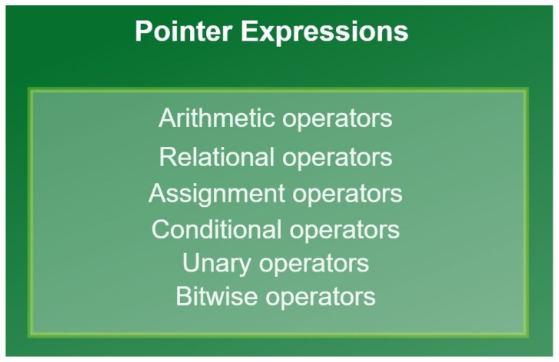 Pointer Expressions
Arithmetic operators
Relational operators
Assignment operators
Conditional operators
Unary operators
Bitwise operators